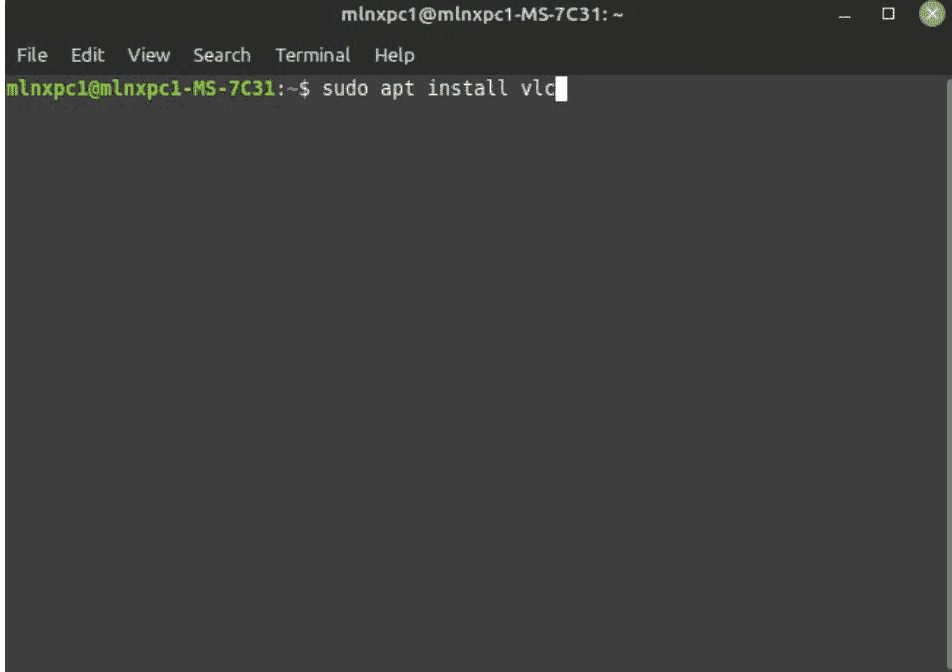 mlnxpc1@mlnxpc1-MS-7C31: ~
File Edit View Search Terminal Help
mlnxpc1@mlnxpc1-MS-7C31:~$ sudo apt install vlc